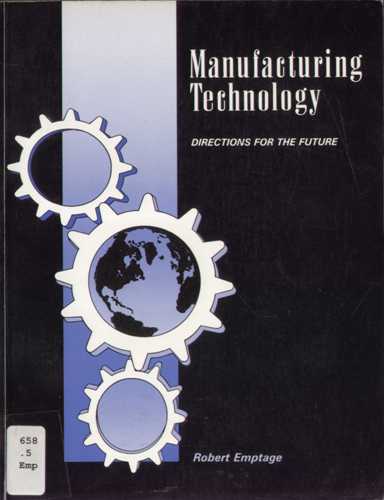 Manufacturing
Technology
DIRECTIONS FOR THE FUTURE
658
.5
Emp
Robert Emptage